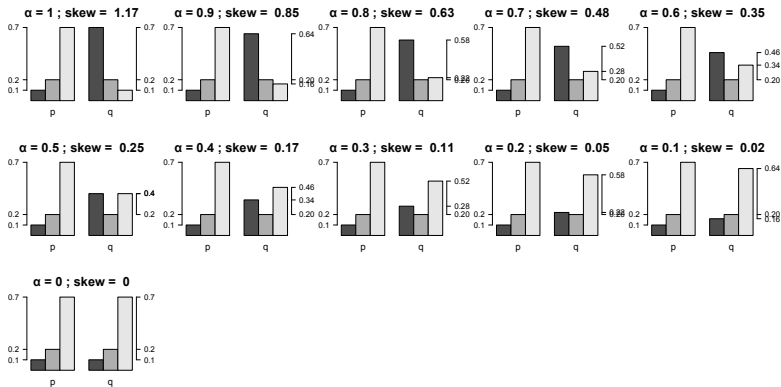 α = 1 ; skew = 1.17
α = 0.9 ; skew = 0.85
α = 0.8 ; skew = 0.63
α = 0.7 ; skew = 0.48
α = 0.6 ; skew = 0.35
0.7 0.2 0.1 0.7 0.2 0.1
0.7 0.2 0.1 0.64 0.20 0.16
0.7 0.2 0.1 0.58 0.22 0.20
0.7 0.2 0.1 0.52 0.28 0.20
0.7 0.2 0.1 0.46 0.34 0.20
p q
p q
p q
p q
p q
α = 0.5 ; skew = 0.25
α = 0.4 ; skew = 0.17
α = 0.3 ; skew = 0.11
α = 0.2 ; skew = 0.05
α = 0.1 ; skew = 0.02
0.7 0.2 0.1 0.4 0.2
0.7 0.2 0.1 0.46 0.34 0.20
0.7 0.2 0.1 0.52 0.28 0.20
0.7 0.2 0.1 0.58 0.22 0.20
0.7 0.2 0.1 0.64 0.20 0.16
p q
p q
p q
p q
p q
α = 0 ; skew = 0
0.7 0.2 0.1 0.7 0.2 0.1
p q